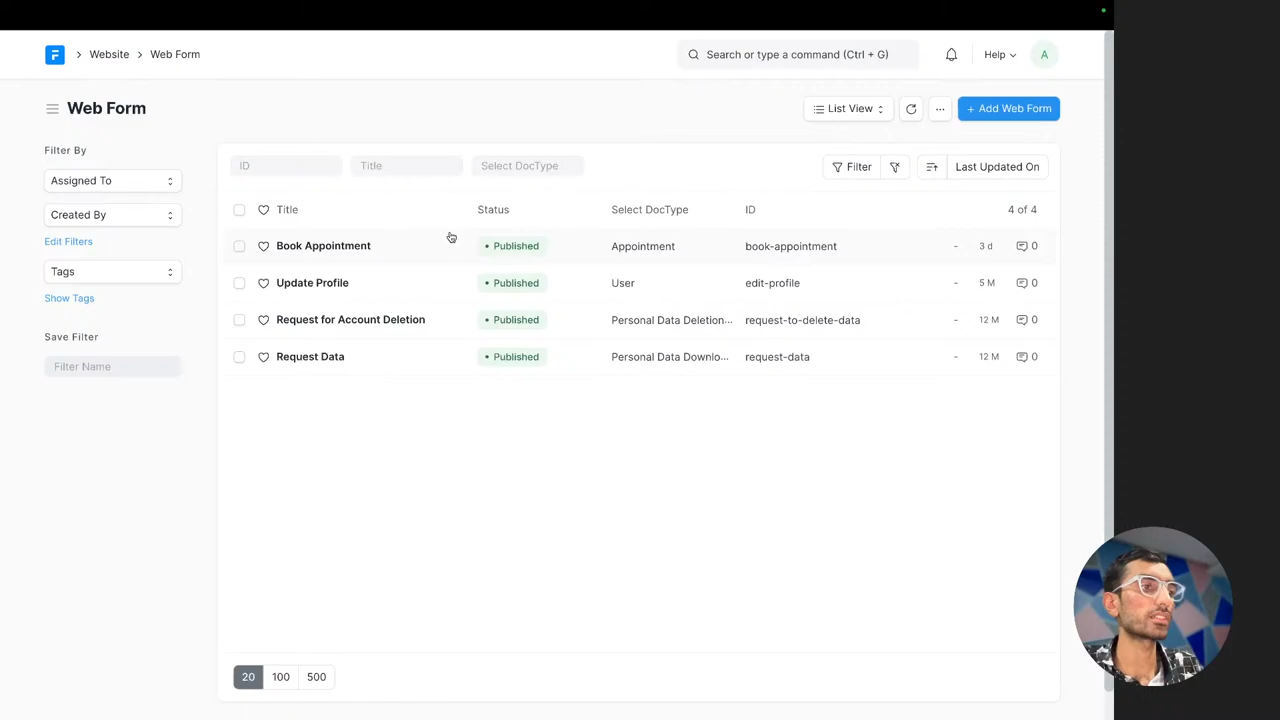 F
Website
Web Form
Search or type a command (Ctrl + G)
Help
A
Web Form
List View
...
+ Add Web Form
Filter By
Assigned To
Created By
Edit Filters
Tags
Show Tags
Save Filter
Filter Name
ID
Title
Select DocType
Filter
Last Updated On
Title
Status
Select DocType
ID
4 of 4
Book Appointment
• Published
Appointment
book-appointment
-
3 d
0
Update Profile
• Published
User
edit-profile
-
5 M
0
Request for Account Deletion
• Published
Personal Data Deletion...
request-to-delete-data
-
12 M
0
Request Data
• Published
Personal Data Downlo...
request-data
-
12 M
0
20
100
500